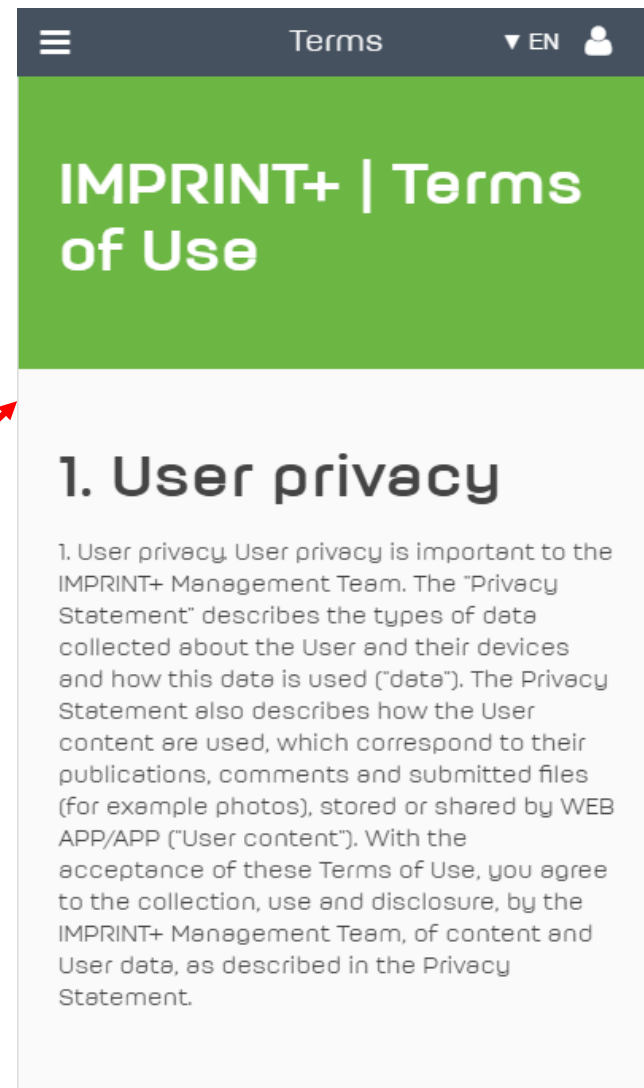 Terms ▼ EN
IMPRINT+ | Terms
of Use
1. User privacy
1. User privacy. User privacy is important to the
IMPRINT+ Management Team. The "Privacy
Statement" describes the types of data
collected about the User and their devices
and how this data is used ("data"). The Privacy
Statement also describes how the User
content are used, which correspond to their
publications, comments and submitted files
(for example photos), stored or shared by WEB
APP/APP ("User content"). With the
acceptance of these Terms of Use, you agree
to the collection, use and disclosure, by the
IMPRINT+ Management Team, of content and
User data, as described in the Privacy
Statement.